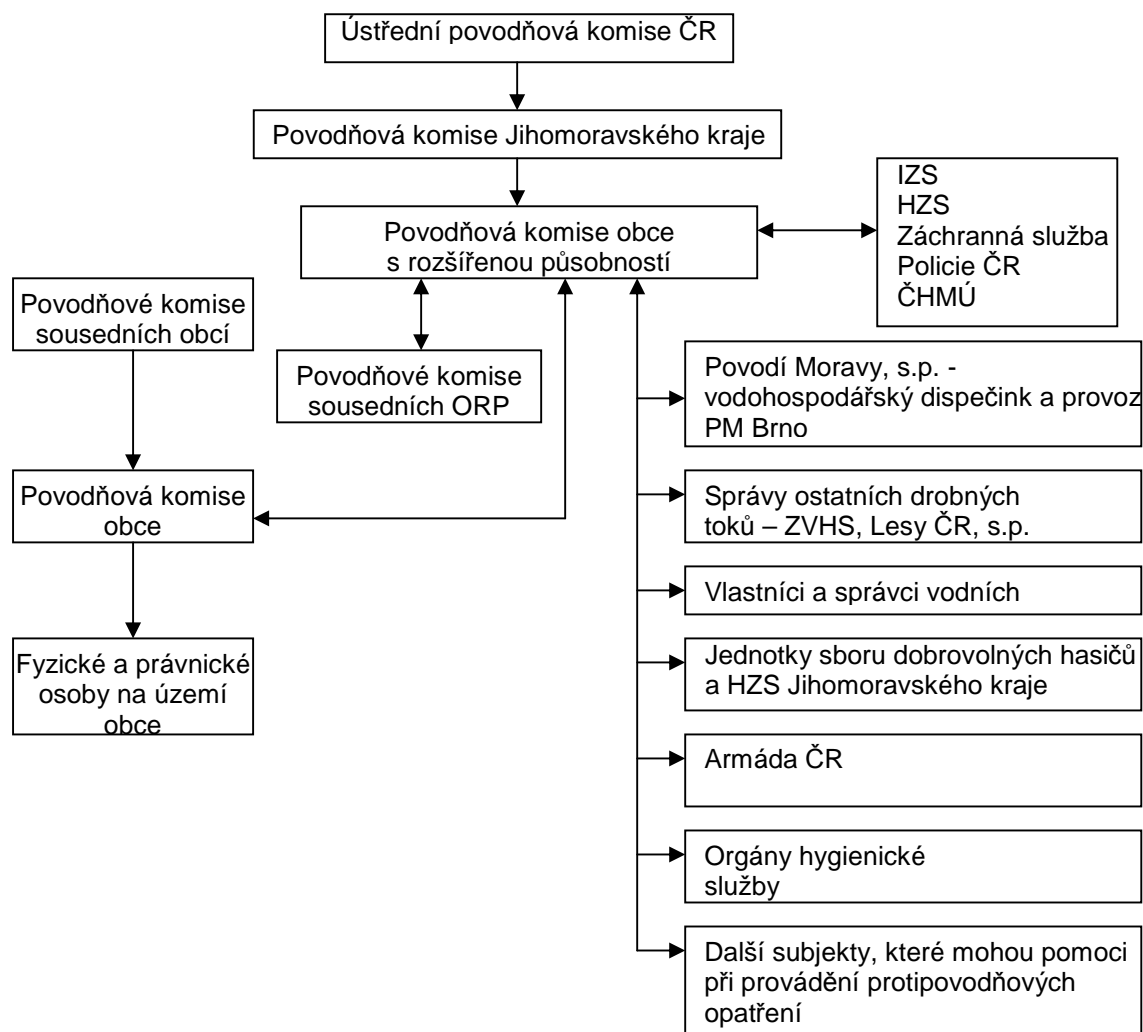 Ústřední povodňová komise ČR
Povodňová komise Jihomoravského kraje
Povodňová komise obce
s rozšířenou působností
IZS
HZS
Záchranná služba
Policie ČR
ČHMÚ
Povodňové komise
sousedních obcí
Povodňové komise
sousedních ORP
Povodňová komise
obce
Fyzické a právnické
osoby na území
obce
Povodí Moravy, s.p. -
vodohospodářský dispečink a provoz
PM Brno
Správy ostatních drobných
toků – ZVHS, Lesy ČR, s.p.
Vlastníci a správci vodních
Jednotky sboru dobrovolných hasičů
a HZS Jihomoravského kraje
Armáda ČR
Orgány hygienické
služby
Další subjekty, které mohou pomoci
při provádění protipovodňových
opatření